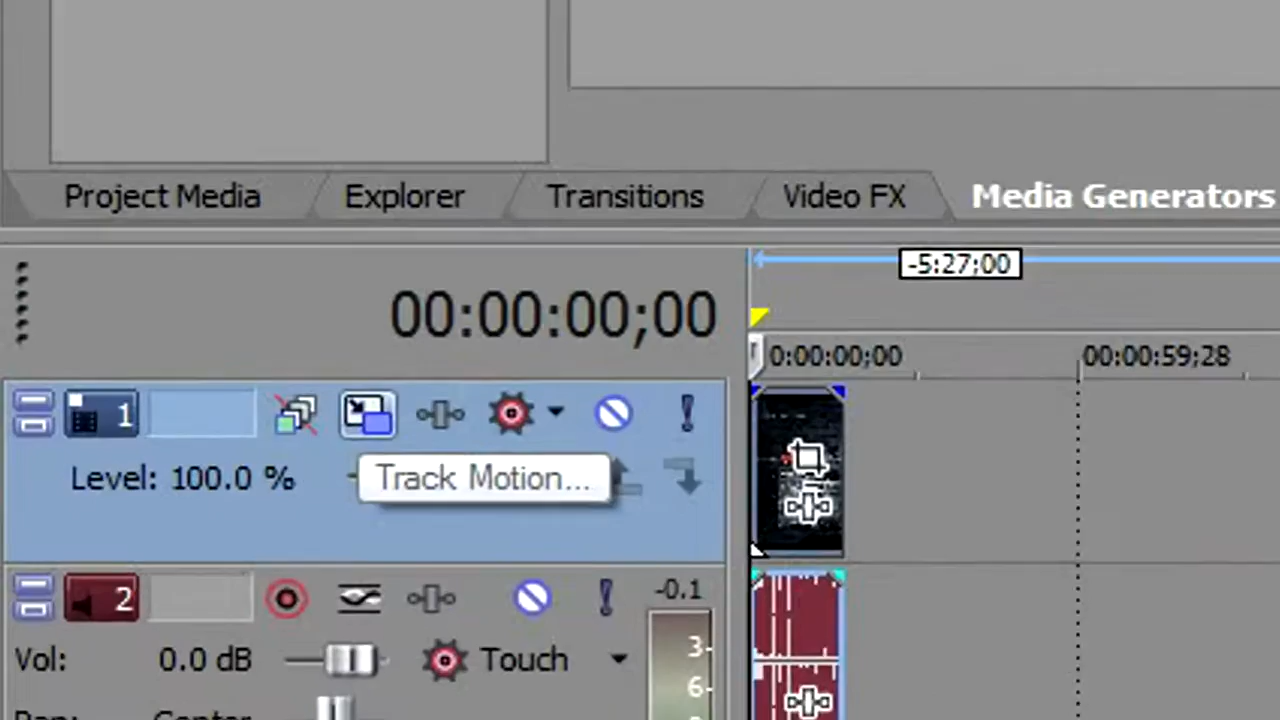 Project Media Explorer Transitions Video FX Media Generators
-5:27;00
00:00:00;00
0:00:00;00 00:00:59;28
1
Level: 100.0 %
Track Motion...
2
-0.1
Vol: 0.0 dB Touch
3
6